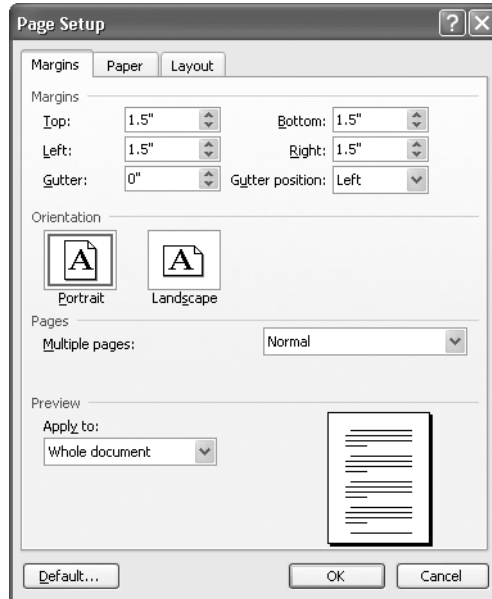 Page Setup
Margins Paper Layout
Margins
Top: 1.5" Bottom: 1.5"
Left: 1.5" Right: 1.5"
Gutter: 0" Gutter position: Left
Orientation
A A
Portrait Landscape
Pages
Multiple pages: Normal
Preview
Apply to:
Whole document
Default... OK Cancel